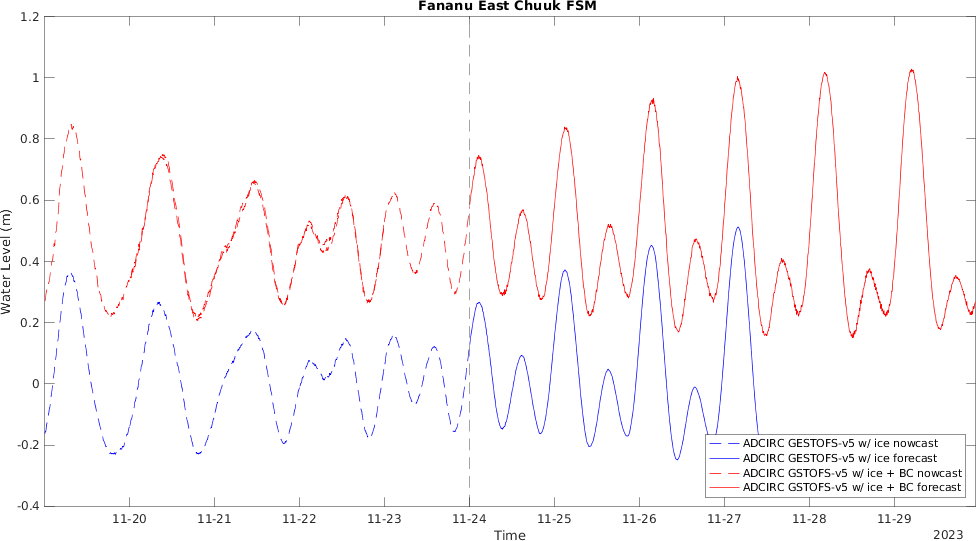 Fananu East Chuuk FSM
1.2
1
0.8
0.6
0.4
0.2
0
-0.2
-0.4
Water Level (m)
11-20
11-21
11-22
11-23
11-24
11-25
11-26
11-27
11-28
11-29
Time
2023
ADCIRC GESTOFS-v5 w/ ice nowcast
ADCIRC GESTOFS-v5 w/ ice forecast
ADCIRC GSTOFS-v5 w/ ice + BC nowcast
ADCIRC GSTOFS-v5 w/ ice + BC forecast